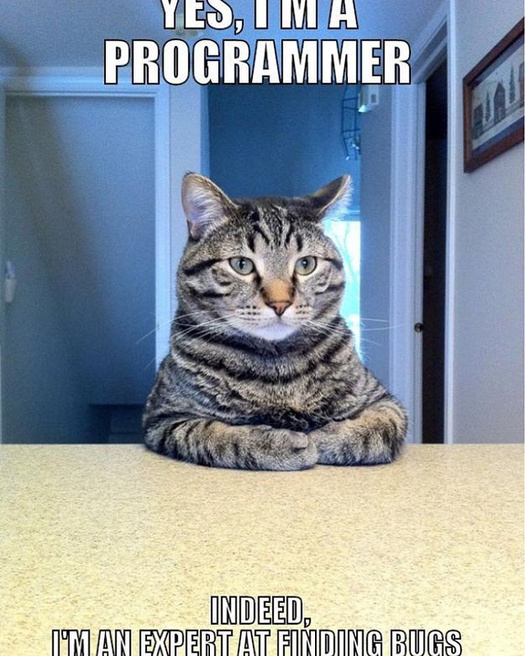 YES, I'M A
PROGRAMMER
INDEED,
I'M AN EXPERT AT FINDING BUGS